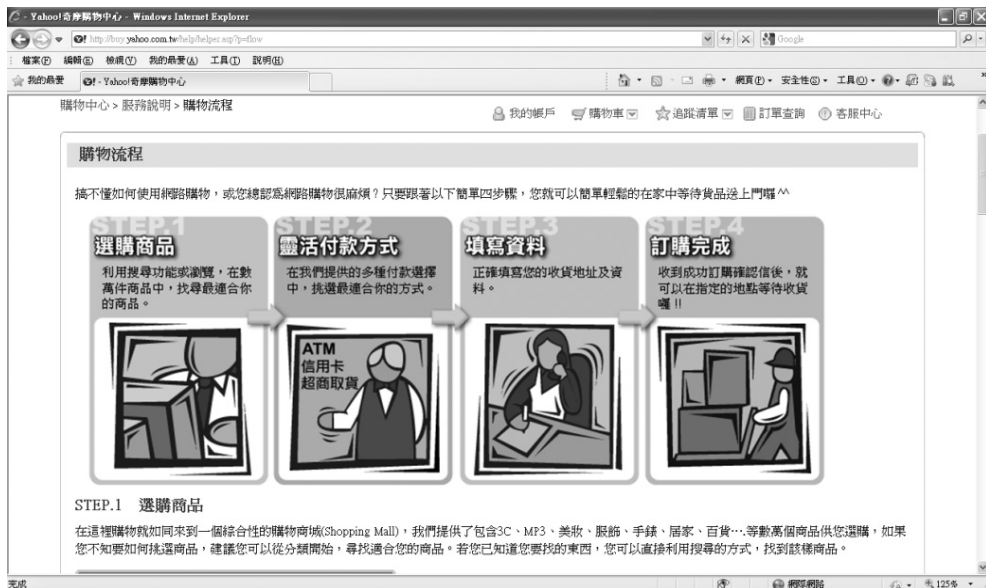 - Yahoo!奇摩購物中心 - Windows Internet Explorer
http://buy.yahoo.com.tw/help/helper.asp?p=flow
Google
檔案(F) 編輯(E) 檢視(V) 我的最愛(A) 工具(T) 說明(H)
我的最愛 - Yahoo!奇摩購物中心 網頁(P) 安全性(S) 工具(O)
購物中心 > 服務說明 > 購物流程
我的帳戶 購物車 追蹤清單 訂單查詢 客服中心
購物流程
搞不懂如何使用網路購物，或您總認為網路購物很麻煩？只要跟著以下簡單四步驟，您就可以簡單輕鬆的在家中等待貨品送上門囉^^
STEP.1
選購商品
利用搜尋功能或瀏覽，在數
萬件商品中，找尋最適合你
的商品。
STEP.2
靈活付款方式
在我們提供的多種付款選擇
中，挑選最適合你的方式。
ATM
信用卡
超商取貨
STEP.3
填寫資料
正確填寫您的收貨地址及資
料。
STEP.4
訂購完成
收到成功訂購確認信後，就
可以在指定的地點等待收貨
囉!!
STEP.1 選購商品
在這裡購物就如同來到一個綜合性的購物商城(Shopping Mall)，我們提供了包含3C、MP3、美妝、服飾、手錶、居家、百貨…等數萬個商品供您選購，如果
您不知要如何挑選商品，建議您可以從分類開始，尋找適合您的商品。若您已知道您要找的東西，您可以直接利用搜尋的方式，找到該樣商品。
完成 網際網路 125%